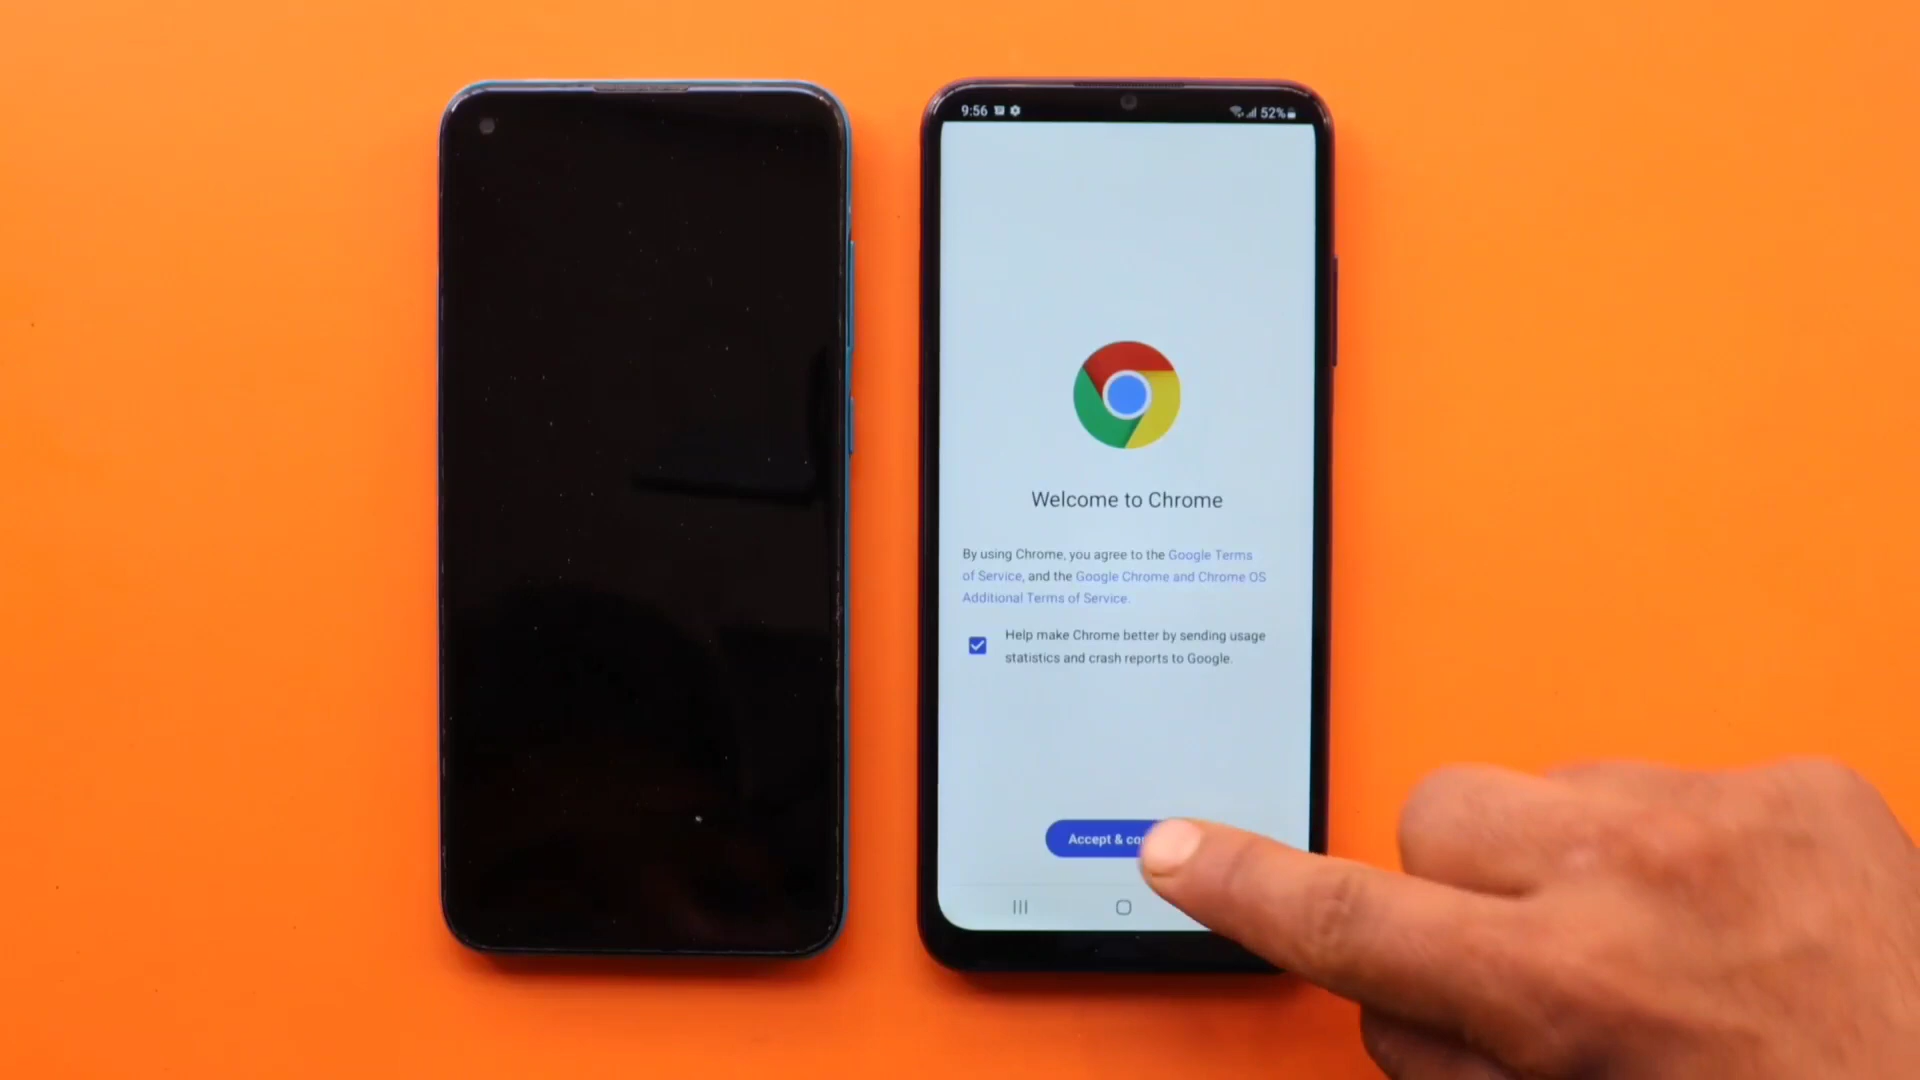 9:56
52%
Welcome to Chrome
By using Chrome, you agree to the Google Terms
of Service, and the Google Chrome and Chrome OS
Additional Terms of Service.
Help make Chrome better by sending usage
statistics and crash reports to Google.
Accept &